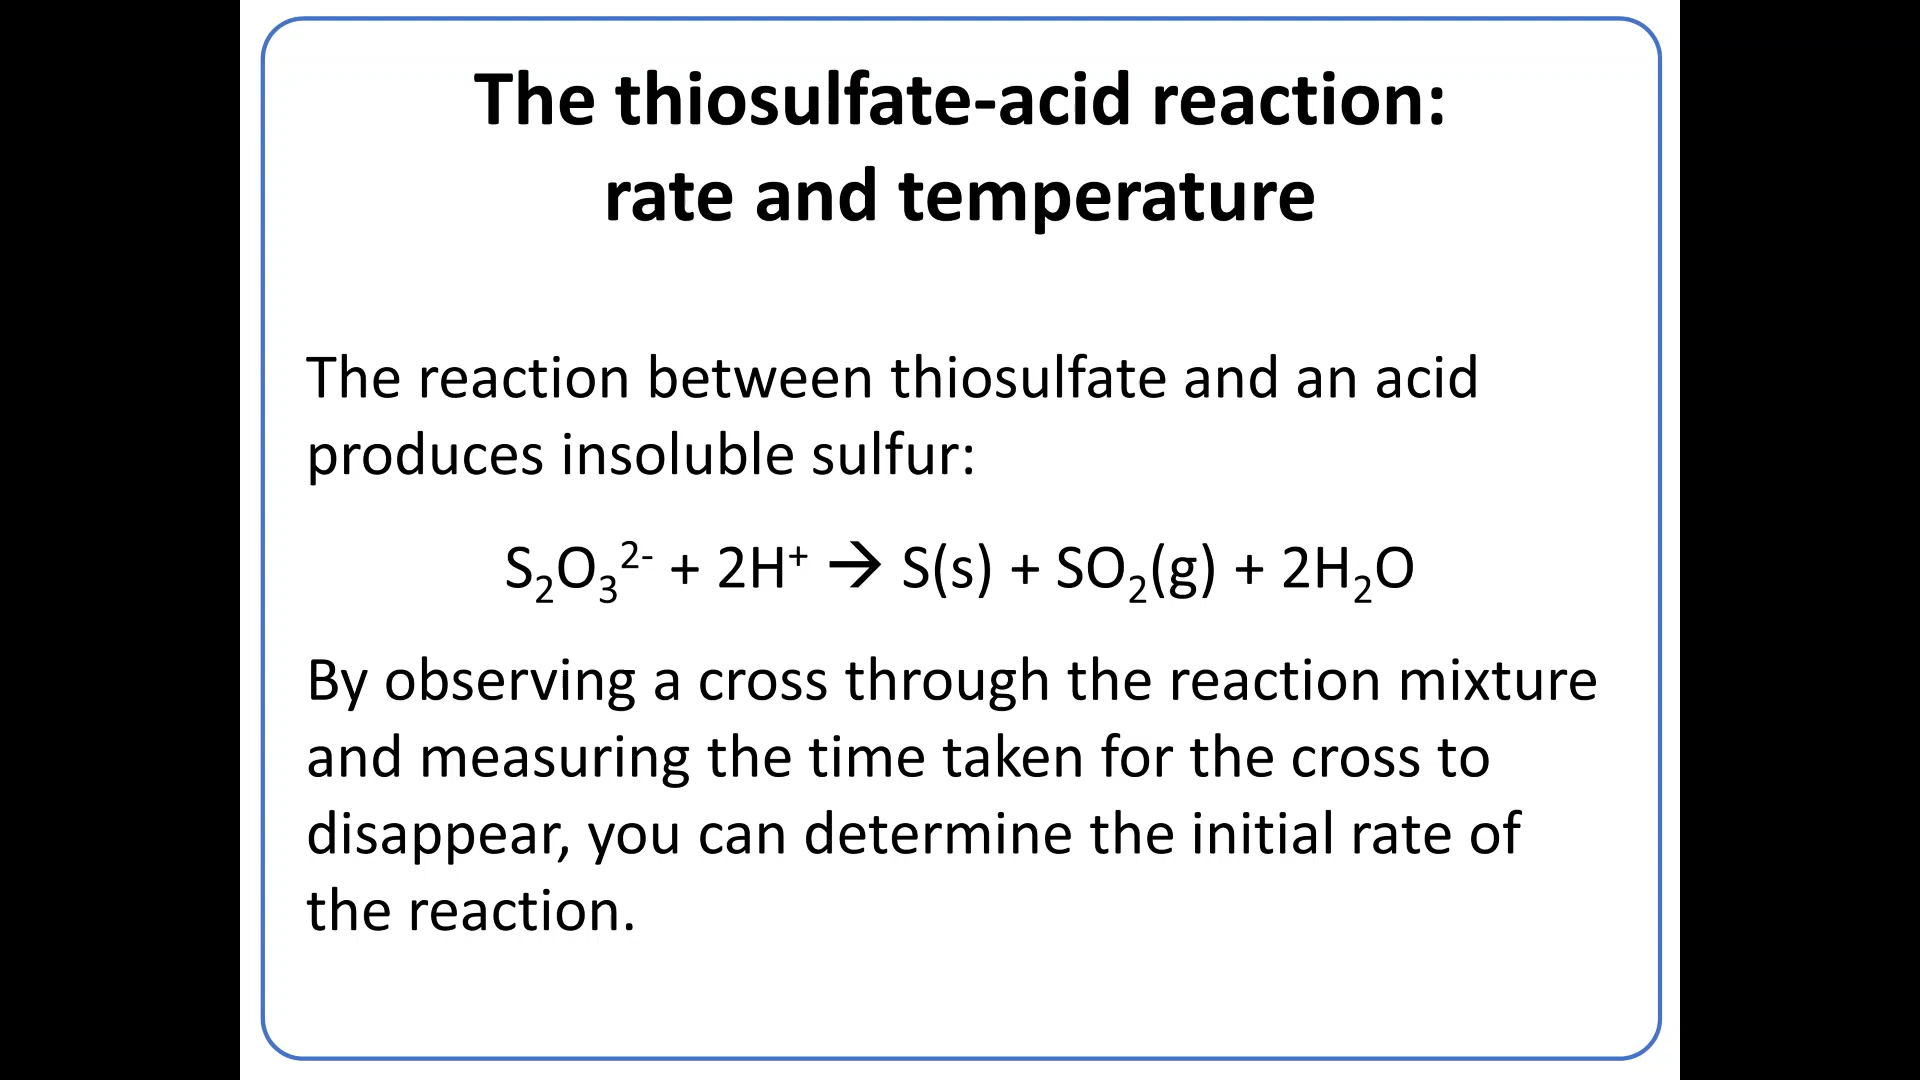 The thiosulfate-acid reaction:
rate and temperature
The reaction between thiosulfate and an acid
produces insoluble sulfur:
S₂O₃²⁻ + 2H⁺ → S(s) + SO₂(g) + 2H₂O
By observing a cross through the reaction mixture
and measuring the time taken for the cross to
disappear, you can determine the initial rate of
the reaction.